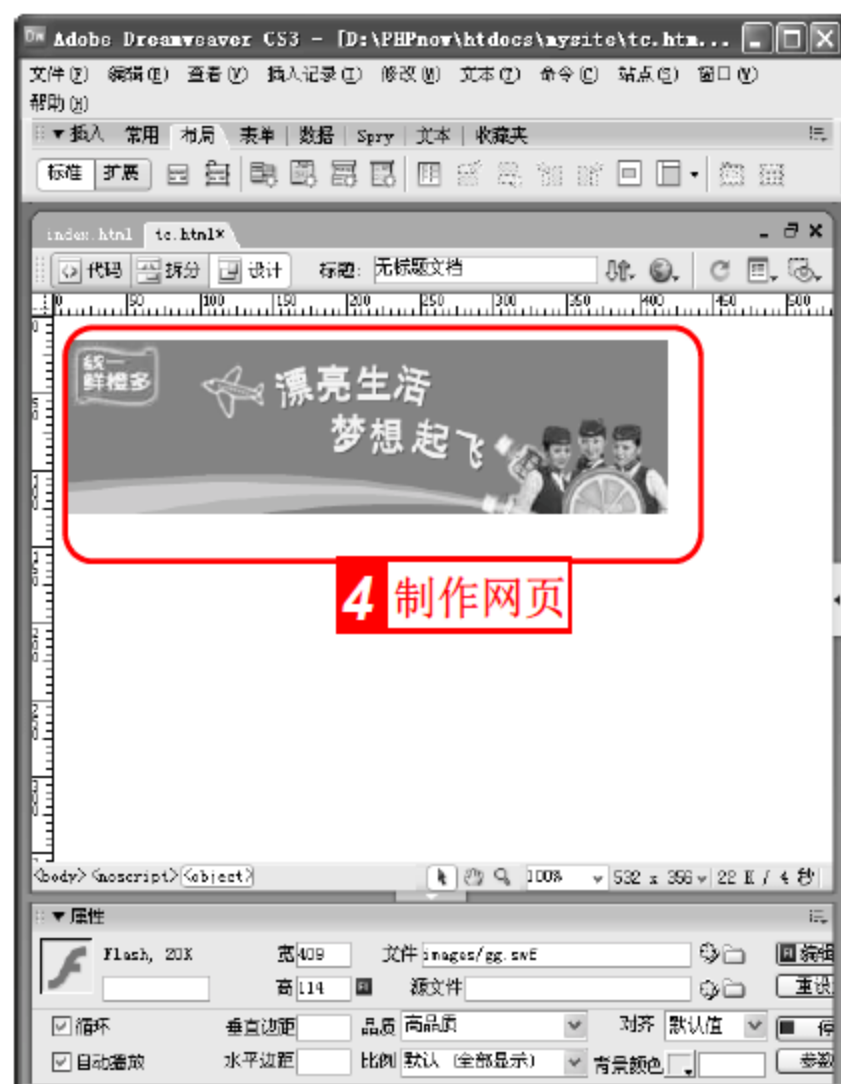 Adobe Dreamweaver CS3 - [D:\PHPnow\htdocs\mysite\tc.htm...
文件(F) 编辑(E) 查看(V) 插入记录(I) 修改(M) 文本(T) 命令(C) 站点(S) 窗口(W)
帮助(H)
▼插入 常用 布局 表单 数据 Spry 文本 收藏夹
标准 扩展
index.html tc.html*
代码 拆分 设计 标题: 无标题文档
0 50 100 150 200 250 300 350 400 450 500
统一
鲜橙多
漂亮生活
梦想起飞
4 制作网页
<body> <noscript> <object> 100% 532 x 356 22 K / 4 秒
▼属性
Flash, 20K 宽 409 文件 images/gg.swf 编辑
高 114 源文件 重设
循环 垂直边距 品质 高品质 对齐 默认值
自动播放 水平边距 比例 默认 (全部显示) 背景颜色 参数